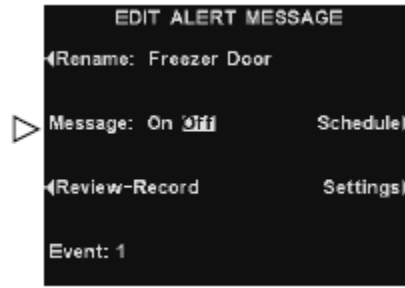 EDIT ALERT MESSAGE
Rename: Freezer Door
Message: On Off Schedule
Review-Record Settings
Event: 1